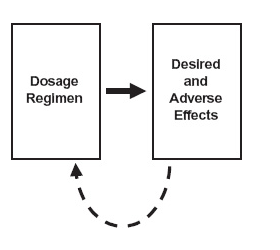 Dosage
Regimen
Desired
and
Adverse
Effects